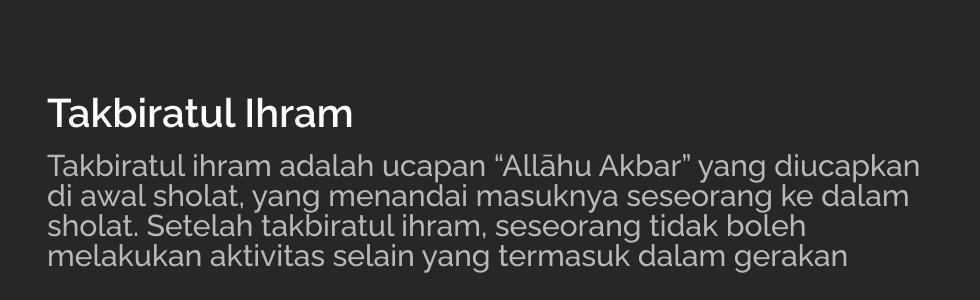 Takbiratul Ihram
Takbiratul ihram adalah ucapan “Allāhu Akbar” yang diucapkan
di awal sholat, yang menandai masuknya seseorang ke dalam
sholat. Setelah takbiratul ihram, seseorang tidak boleh
melakukan aktivitas selain yang termasuk dalam gerakan